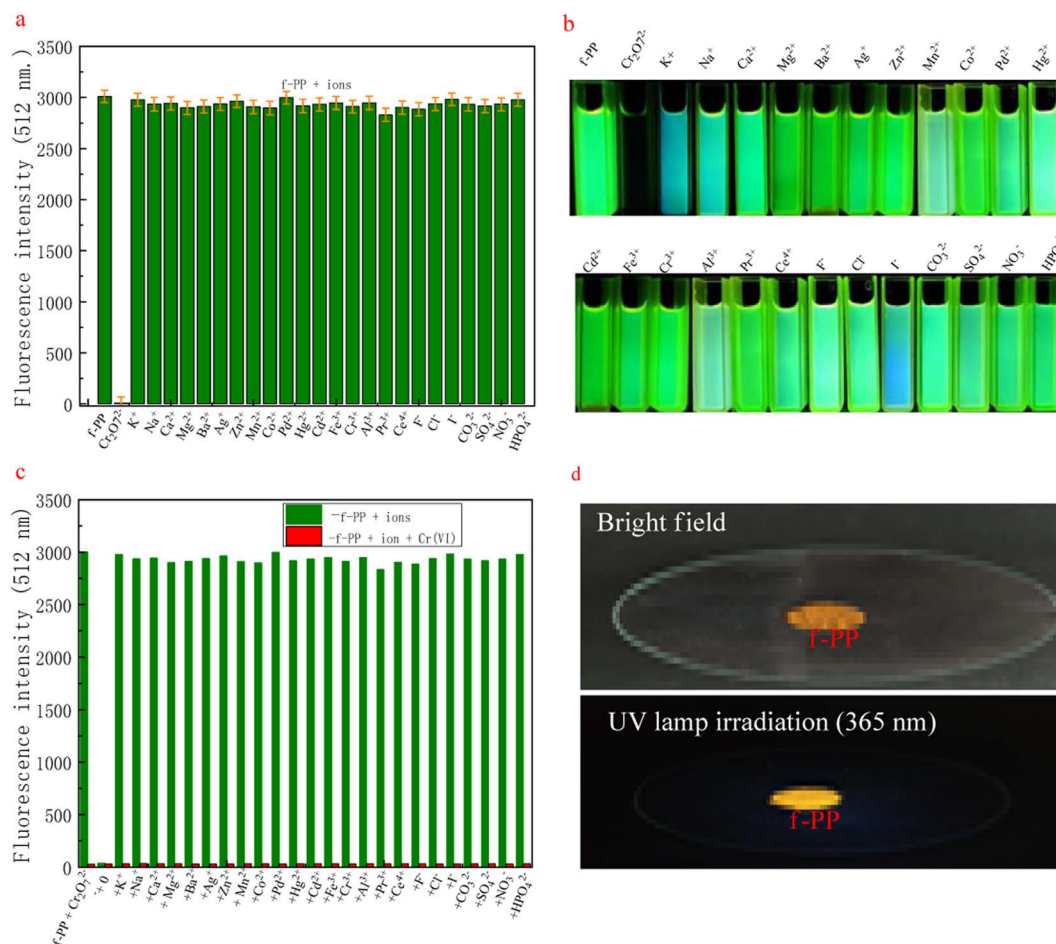 a
Fluorescence intensity (512 nm.)
3500
3000
2500
2000
1500
1000
500
0
f-PP + ions
f-PP
Cr₂O7²⁻
K⁺
Na⁺
Ca²⁺
Mg²⁺
Ba²⁺
Ag⁺
Zn²⁺
Mn²⁺
Co²⁺
Pd²⁺
Hg²⁺
Cd²⁺
Fe³⁺
Cr³⁺
Al³⁺
Pr³⁺
Ce⁴⁺
F⁻
Cl⁻
I⁻
CO₃²⁻
SO₄²⁻
NO₃⁻
HPO₄²⁻
b
f-PP
Cr₂O7²⁻
K+
Na⁺
Ca²⁺
Mg²⁺
Ba²⁺
Ag⁺
Zn²⁺
Mn²⁺
Co²⁺
Pd²⁺
Hg²⁺
Cd²⁺
Fe³⁺
Cr³⁺
Al³⁺
Pr³⁺
Ce⁴⁺
F⁻
Cl⁻
I⁻
CO₃²⁻
SO₄²⁻
NO₃⁻
c
Fluorescence intensity (512 nm)
3500
3000
2500
2000
1500
1000
500
0
-f-PP + ions
-f-PP + ion + Cr(VI)
f-PP + Cr₂O7²⁻
-+ 0
+K⁺
+Na⁺
+Ca²⁺
+Mg²⁺
+Ba²⁺
+Ag⁺
+Zn²⁺
+Mn²⁺
+Co²⁺
+Pd²⁺
+Hg²⁺
+Cd²⁺
+Fe³⁺
+Cr³⁺
+Al³⁺
+Pr³⁺
+Ce⁴⁺
+F⁻
+Cl⁻
+I⁻
+CO₃²⁻
+SO₄²⁻
+NO₃⁻
+HPO₄²⁻
d
Bright field
f-PP
UV lamp irradiation (365 nm)
f-PP